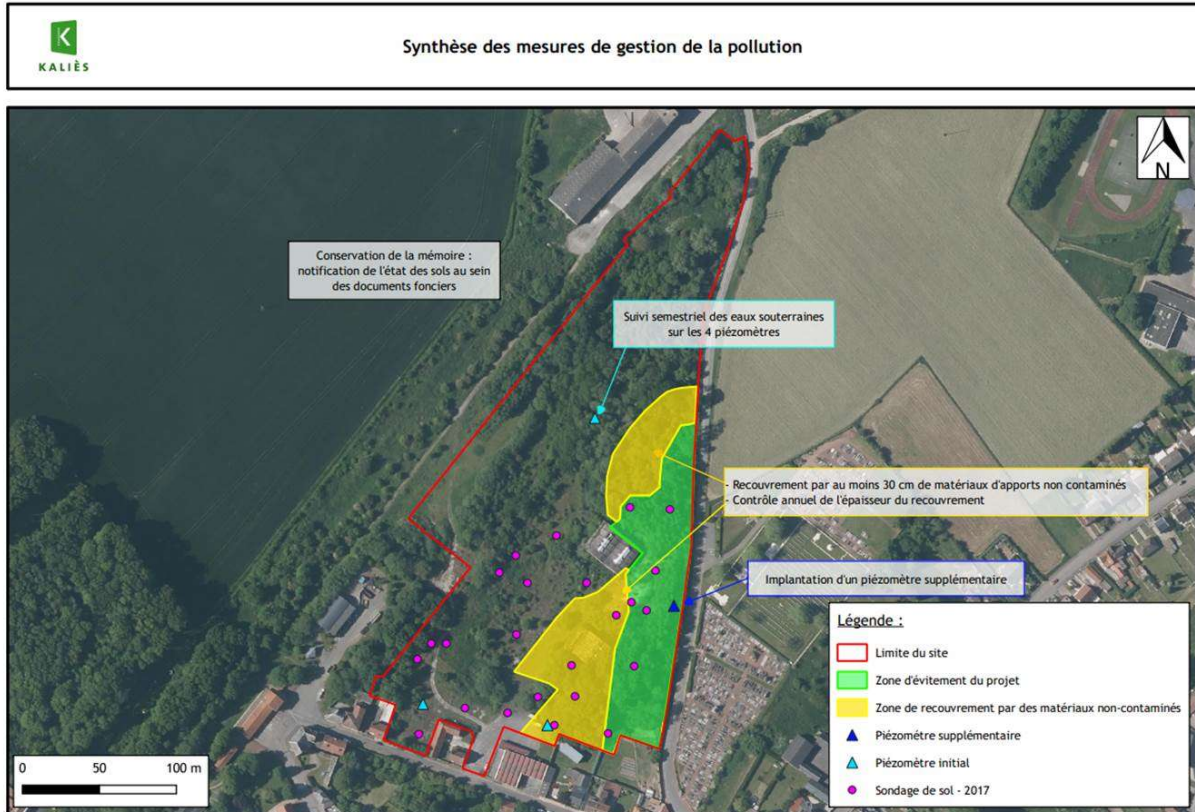 KALIÈS
Synthèse des mesures de gestion de la pollution
N
Conservation de la mémoire :
notification de l'état des sols au sein
des documents fonciers
Suivi semestriel des eaux souterraines
sur les 4 piézomètres
- Recouvrement par au moins 30 cm de matériaux d'apports non contaminés
- Contrôle annuel de l'épaisseur du recouvrement
Implantation d'un piézomètre supplémentaire
Légende :
Limite du site
Zone d'évitement du projet
Zone de recouvrement par des matériaux non-contaminés
Piézomètre supplémentaire
Piézomètre initial
Sondage de sol - 2017
0 50 100 m